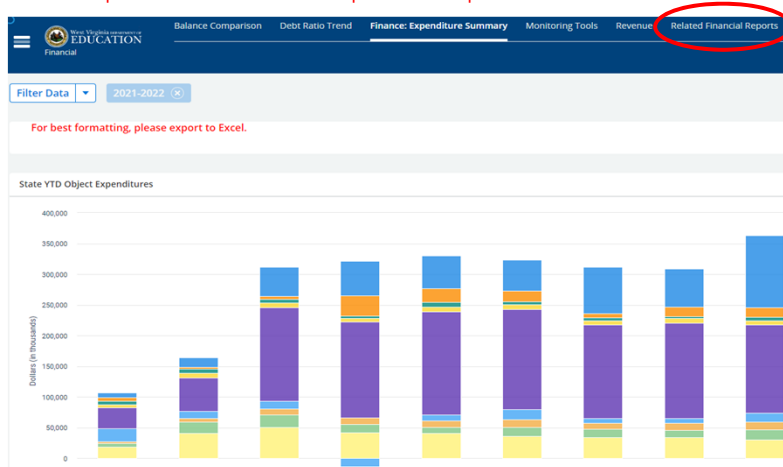 Balance Comparison Debt Ratio Trend Finance: Expenditure Summary Monitoring Tools Revenue Related Financial Reports
West Virginia DEPARTMENT OF
EDUCATION
Financial
Filter Data 2021-2022
For best formatting, please export to Excel.
State YTD Object Expenditures
400,000
350,000
300,000
250,000
200,000
150,000
100,000
50,000
0
Dollars (in thousands)